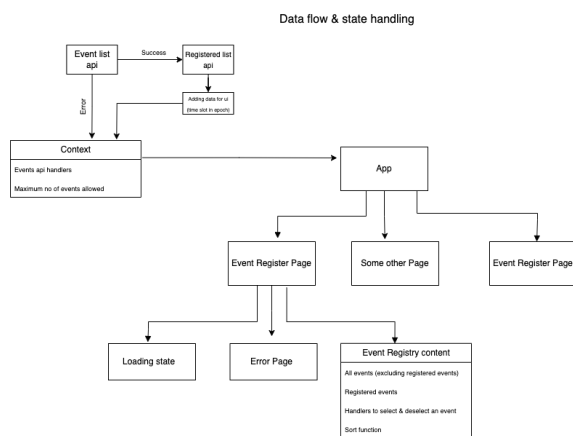 Data flow & state handling
Event list
api
Success
Registered list
api
Error
Adding data for ui
(time slot in epoch)
Context
Events api handlers
Maximum no of events allowed
App
Event Register Page
Some other Page
Event Register Page
Loading state
Error Page
Event Registry content
All events (excluding registered events)
Registered events
Handlers to select & deselect an event
Sort function